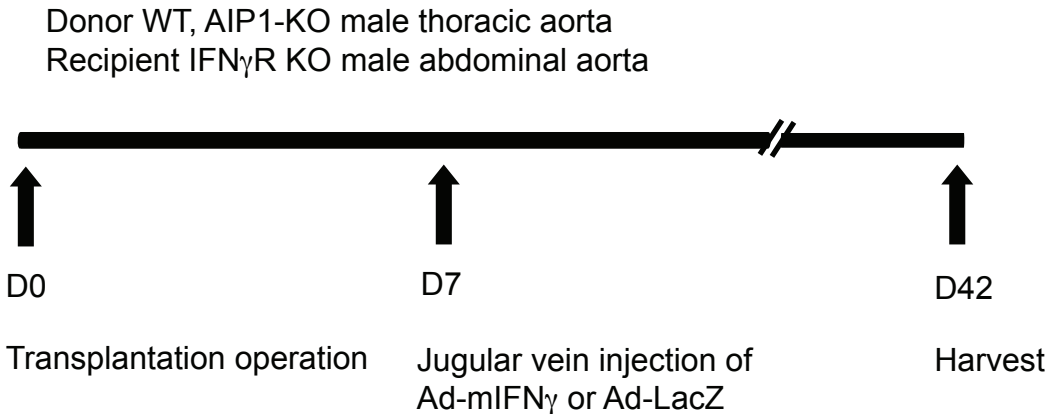 Donor WT, AIP1-KO male thoracic aorta
Recipient IFNγR KO male abdominal aorta
D0
D7
D42
Transplantation operation
Jugular vein injection of
Ad-mIFNγ or Ad-LacZ
Harvest